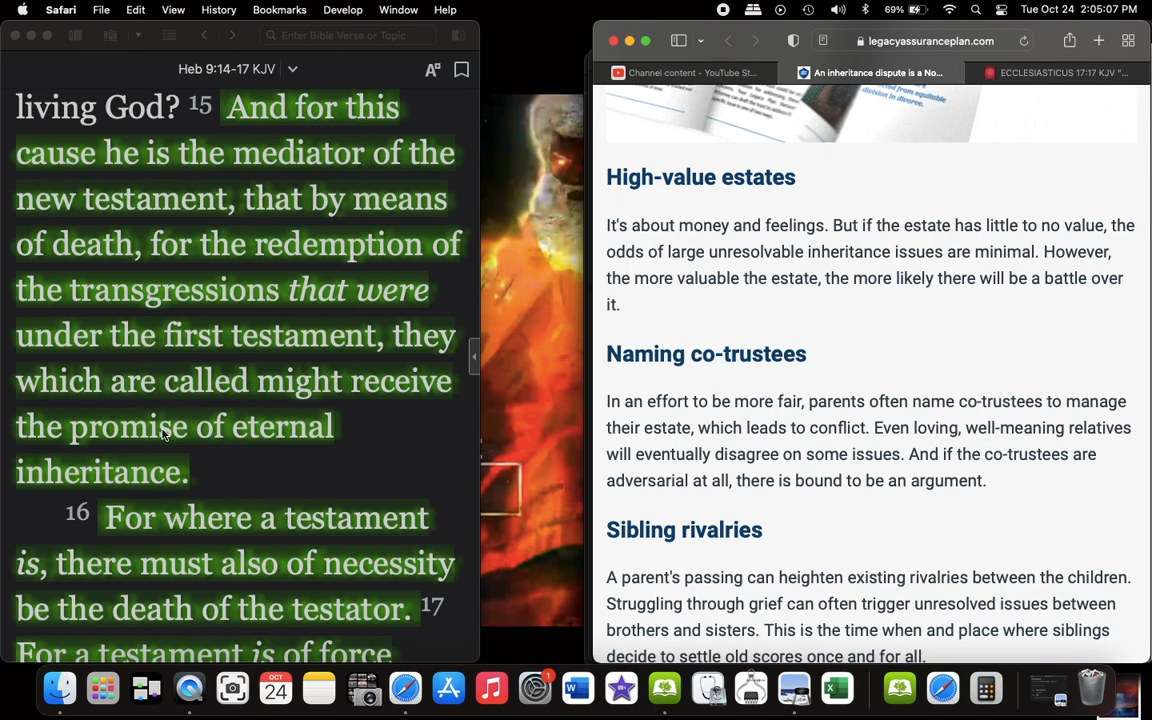 Safari File Edit View History Bookmarks Develop Window Help 69% Tue Oct 24 2:05:07 PM
Enter Bible Verse or Topic
Heb 9:14-17 KJV
living God? 15 And for this
cause he is the mediator of the
new testament, that by means
of death, for the redemption of
the transgressions that were
under the first testament, they
which are called might receive
the promise of eternal
inheritance.
16 For where a testament
is, there must also of necessity
be the death of the testator. 17
For a testament is of force
legacyassuranceplan.com
Channel content - YouTube St...
An inheritance dispute is a No...
ECCLESIASTICUS 17:17 KJV "...
division in divorce.
High-value estates
It's about money and feelings. But if the estate has little to no value, the
odds of large unresolvable inheritance issues are minimal. However,
the more valuable the estate, the more likely there will be a battle over
it.
Naming co-trustees
In an effort to be more fair, parents often name co-trustees to manage
their estate, which leads to conflict. Even loving, well-meaning relatives
will eventually disagree on some issues. And if the co-trustees are
adversarial at all, there is bound to be an argument.
Sibling rivalries
A parent's passing can heighten existing rivalries between the children.
Struggling through grief can often trigger unresolved issues between
brothers and sisters. This is the time when and place where siblings
decide to settle old scores once and for all.
OCT
24
1